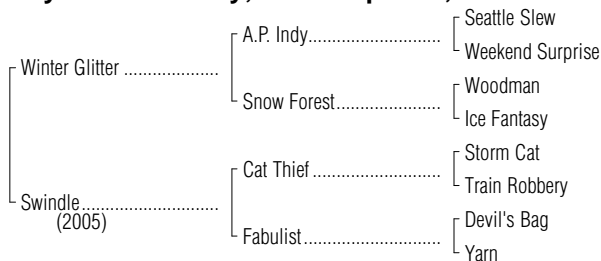 Seattle Slew
A.P. Indy
Weekend Surprise
Winter Glitter
Woodman
Snow Forest
Ice Fantasy
Storm Cat
Cat Thief
Train Robbery
Swindle
(2005)
Devil's Bag
Fabulist
Yarn